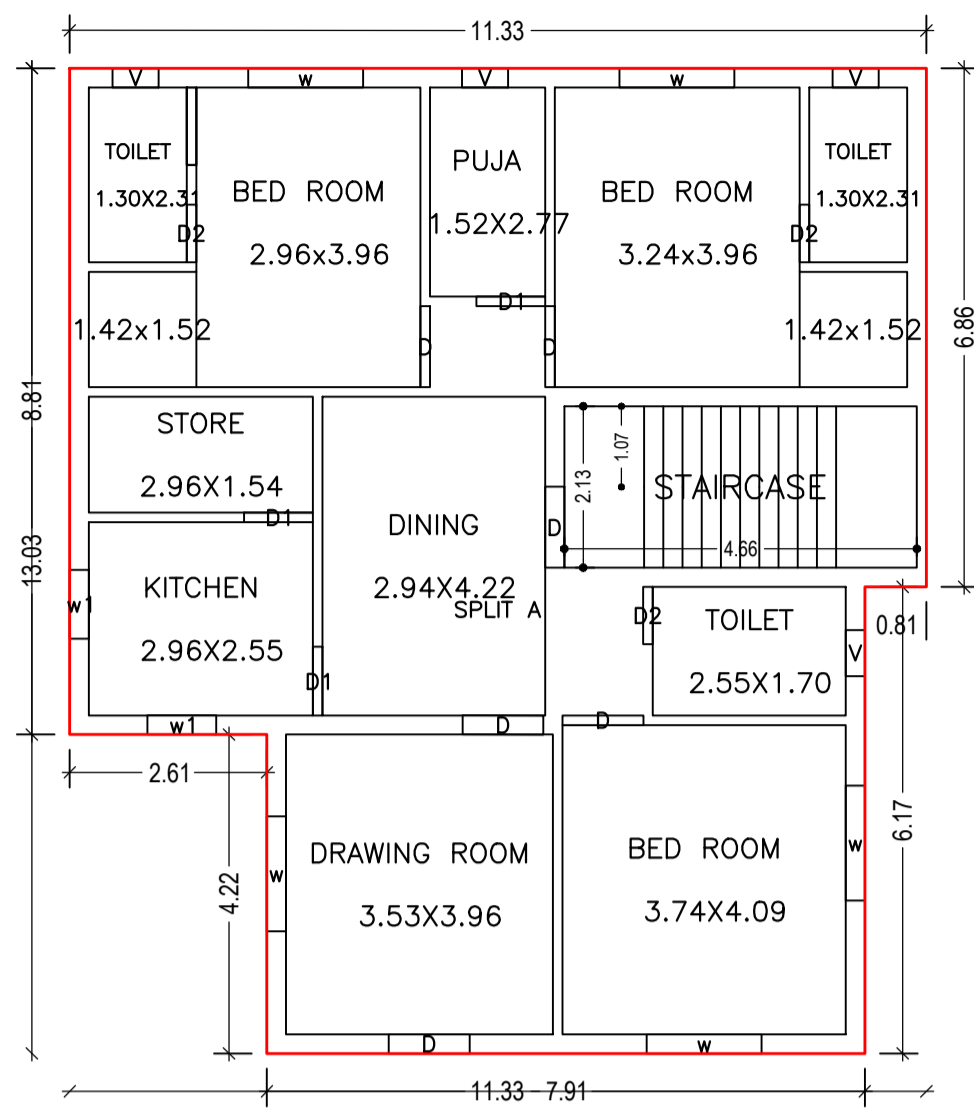 11.33
V
w
V
w
V
TOILET
1.30X2.31
D2
BED ROOM
2.96x3.96
PUJA
1.52X2.77
D1
BED ROOM
3.24x3.96
TOILET
1.30X2.31
D2
6.86
1.42x1.52
D
D
1.42x1.52
8.81
STORE
2.96X1.54
D1
2.13
1.07
STAIRCASE
4.66
DINING
2.94X4.22
SPLIT A
D
13.03
KITCHEN
2.96X2.55
w1
D1
w1
D2
TOILET
2.55X1.70
V
0.81
D
D
2.61
4.22
w
DRAWING ROOM
3.53X3.96
D
BED ROOM
3.74X4.09
w
w
6.17
11.33 7.91